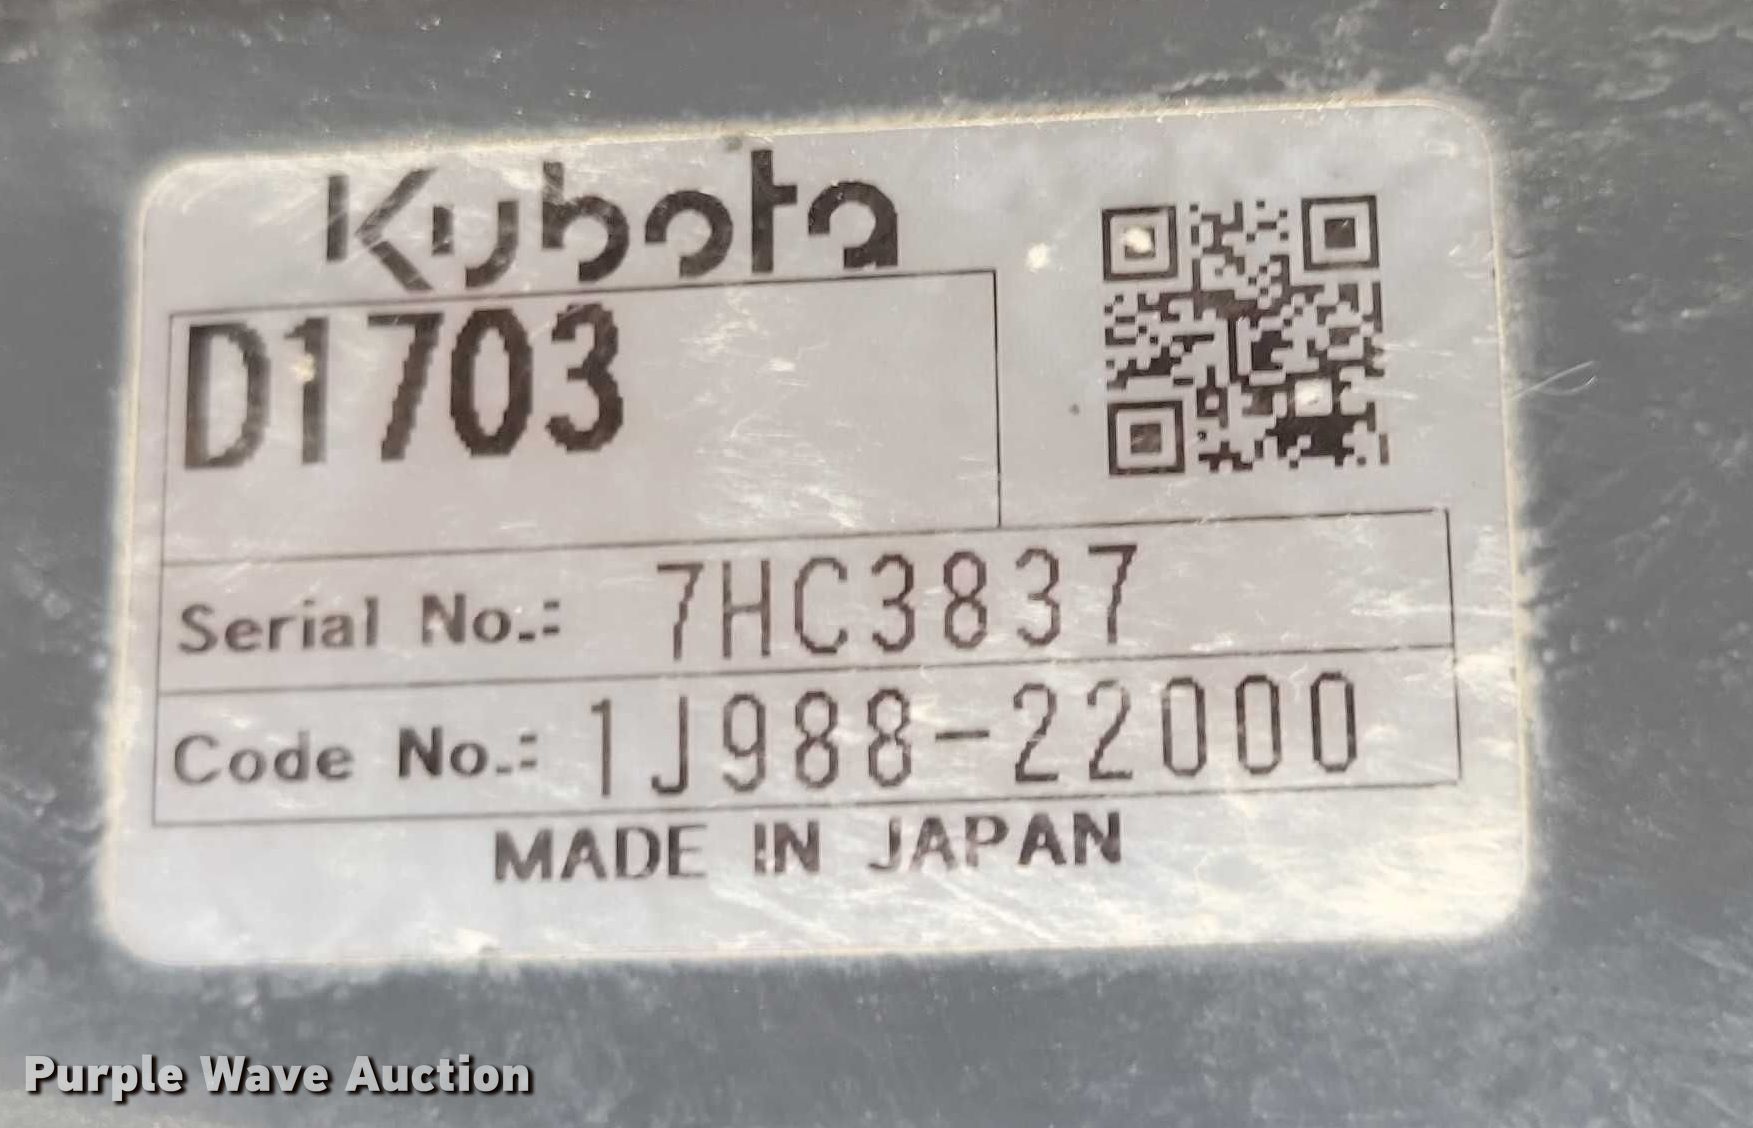 Kubota
D1703
Serial No.: 7HC3837
Code No.: 1J988-22000
MADE IN JAPAN
Purple Wave Auction